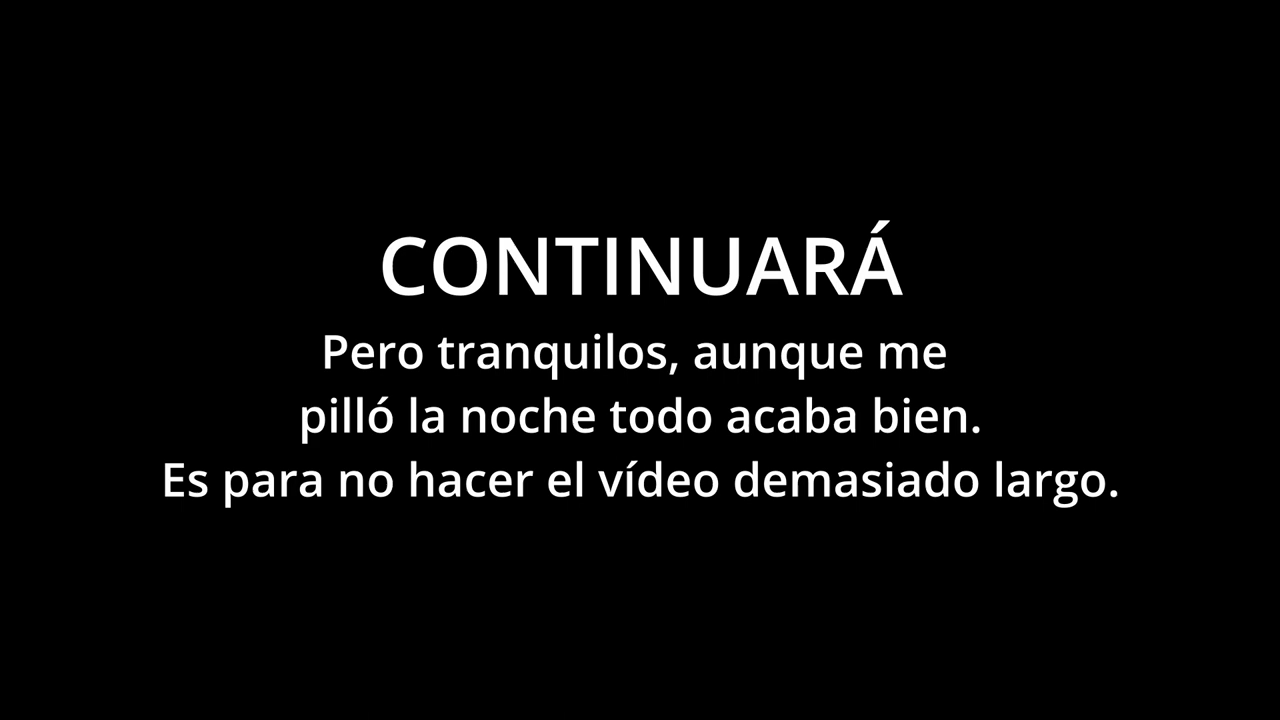 CONTINUARÁ
Pero tranquilos, aunque me
pilló la noche todo acaba bien.
Es para no hacer el vídeo demasiado largo.